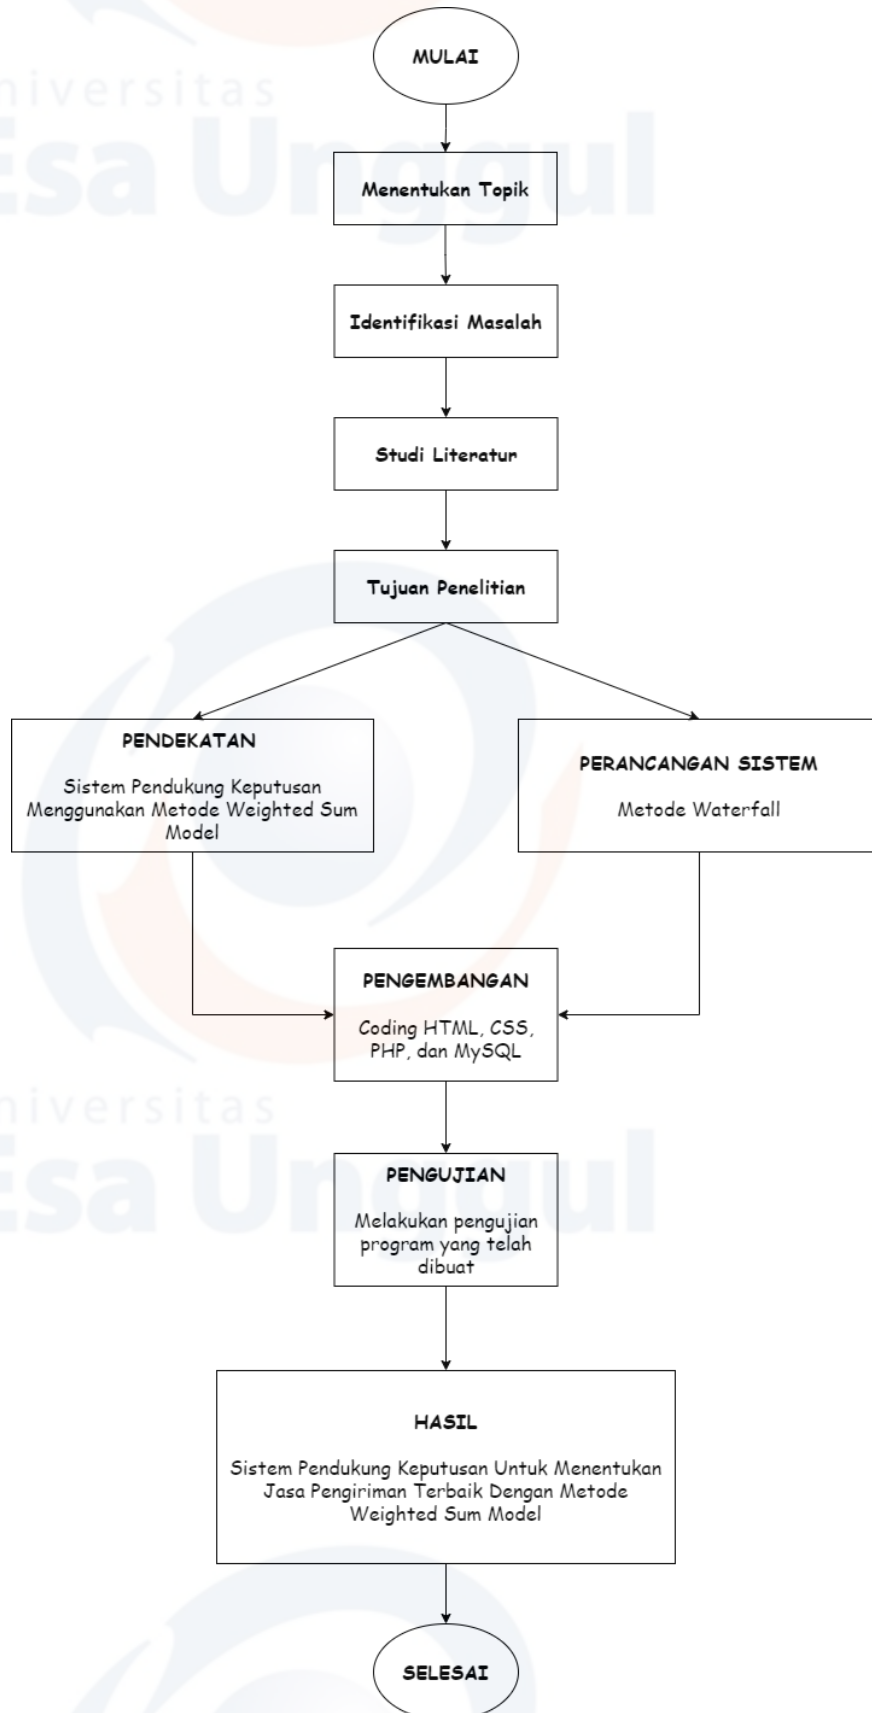 MULAI
Universitas
Esa Unggul
Menentukan Topik
Identifikasi Masalah
Studi Literatur
Tujuan Penelitian
PENDEKATAN
Sistem Pendukung Keputusan
Menggunakan Metode Weighted Sum
Model
PERANCANGAN SISTEM
Metode Waterfall
PENGEMBANGAN
Coding HTML, CSS,
PHP, dan MySQL
Universitas
Esa Unggul
PENGUJIAN
Melakukan pengujian
program yang telah
dibuat
HASIL
Sistem Pendukung Keputusan Untuk Menentukan
Jasa Pengiriman Terbaik Dengan Metode
Weighted Sum Model
SELESAI